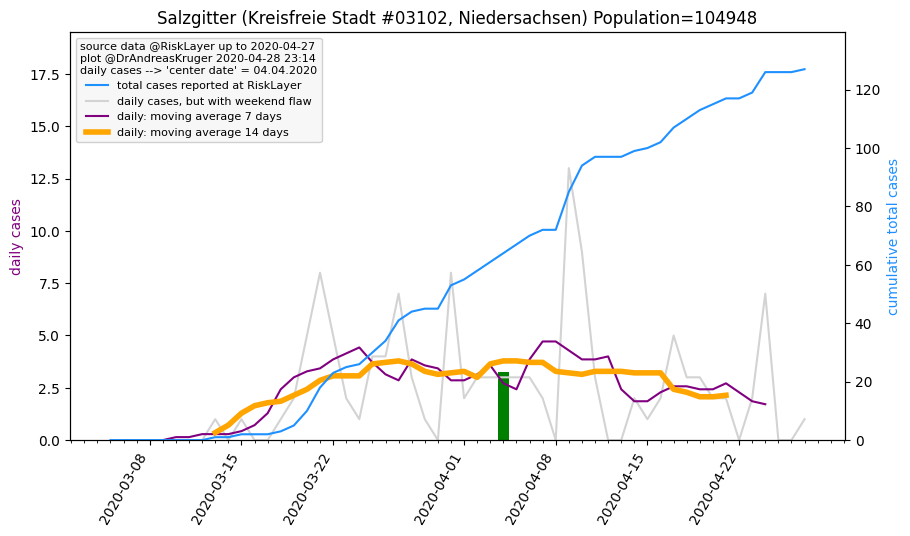 Salzgitter (Kreisfreie Stadt #03102, Niedersachsen) Population=104948
source data @RiskLayer up to 2020-04-27
plot @DrAndreasKruger 2020-04-28 23:14
daily cases --> 'center date' = 04.04.2020
total cases reported at RiskLayer
daily cases, but with weekend flaw
daily: moving average 7 days
daily: moving average 14 days
daily cases
17.5
15.0
12.5
10.0
7.5
5.0
2.5
0.0
120
100
80
60
40
20
0
cumulative total cases
2020-03-08
2020-03-15
2020-03-22
2020-04-01
2020-04-08
2020-04-15
2020-04-22